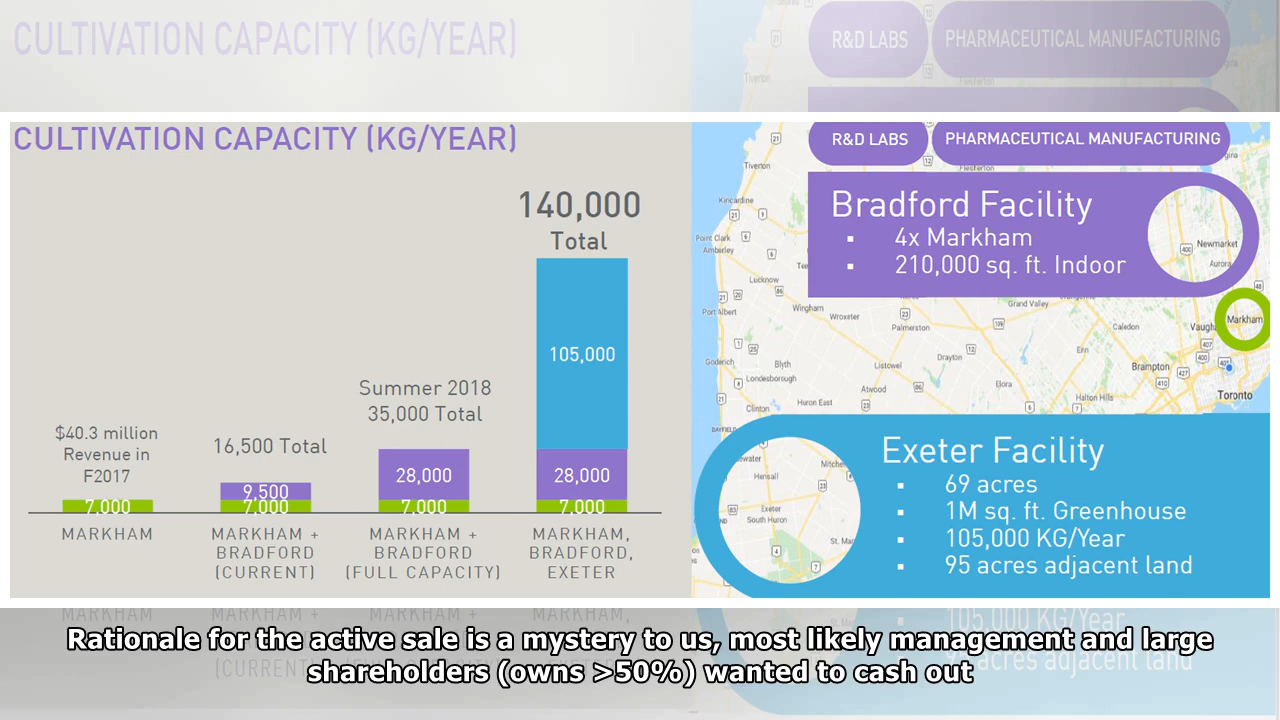 CULTIVATION CAPACITY (KG/YEAR)
R&D LABS
PHARMACEUTICAL MANUFACTURING
CULTIVATION CAPACITY (KG/YEAR)
140,000
Total
105,000
28,000
7,000
Summer 2018
35,000 Total
28,000
7,000
16,500 Total
9,500
7,000
$40.3 million
Revenue in
F2017
7,000
MARKHAM
MARKHAM +
BRADFORD
(CURRENT)
MARKHAM +
BRADFORD
(FULL CAPACITY)
MARKHAM,
BRADFORD,
EXETER
R&D LABS
PHARMACEUTICAL MANUFACTURING
Bradford Facility
▪ 4x Markham
▪ 210,000 sq. ft. Indoor
Tiverton
Kincardine
Point Clark
Amberley
Lucknow
Port Albert
Wingham
Wroxeter
Palmerston
Grand Valley
Goderich
Blyth
Londesborough
Listowel
Drayton
Atwood
Elora
Erin
Caledon
Clinton
Huron East
Brampton
Halton Hills
Newmarket
Aurora
Markham
Toronto
Hensall
Exeter
South Huron
Exeter Facility
▪ 69 acres
▪ 1M sq. ft. Greenhouse
▪ 105,000 KG/Year
▪ 95 acres adjacent land
Rationale for the active sale is a mystery to us, most likely management and large
shareholders (owns >50%) wanted to cash out